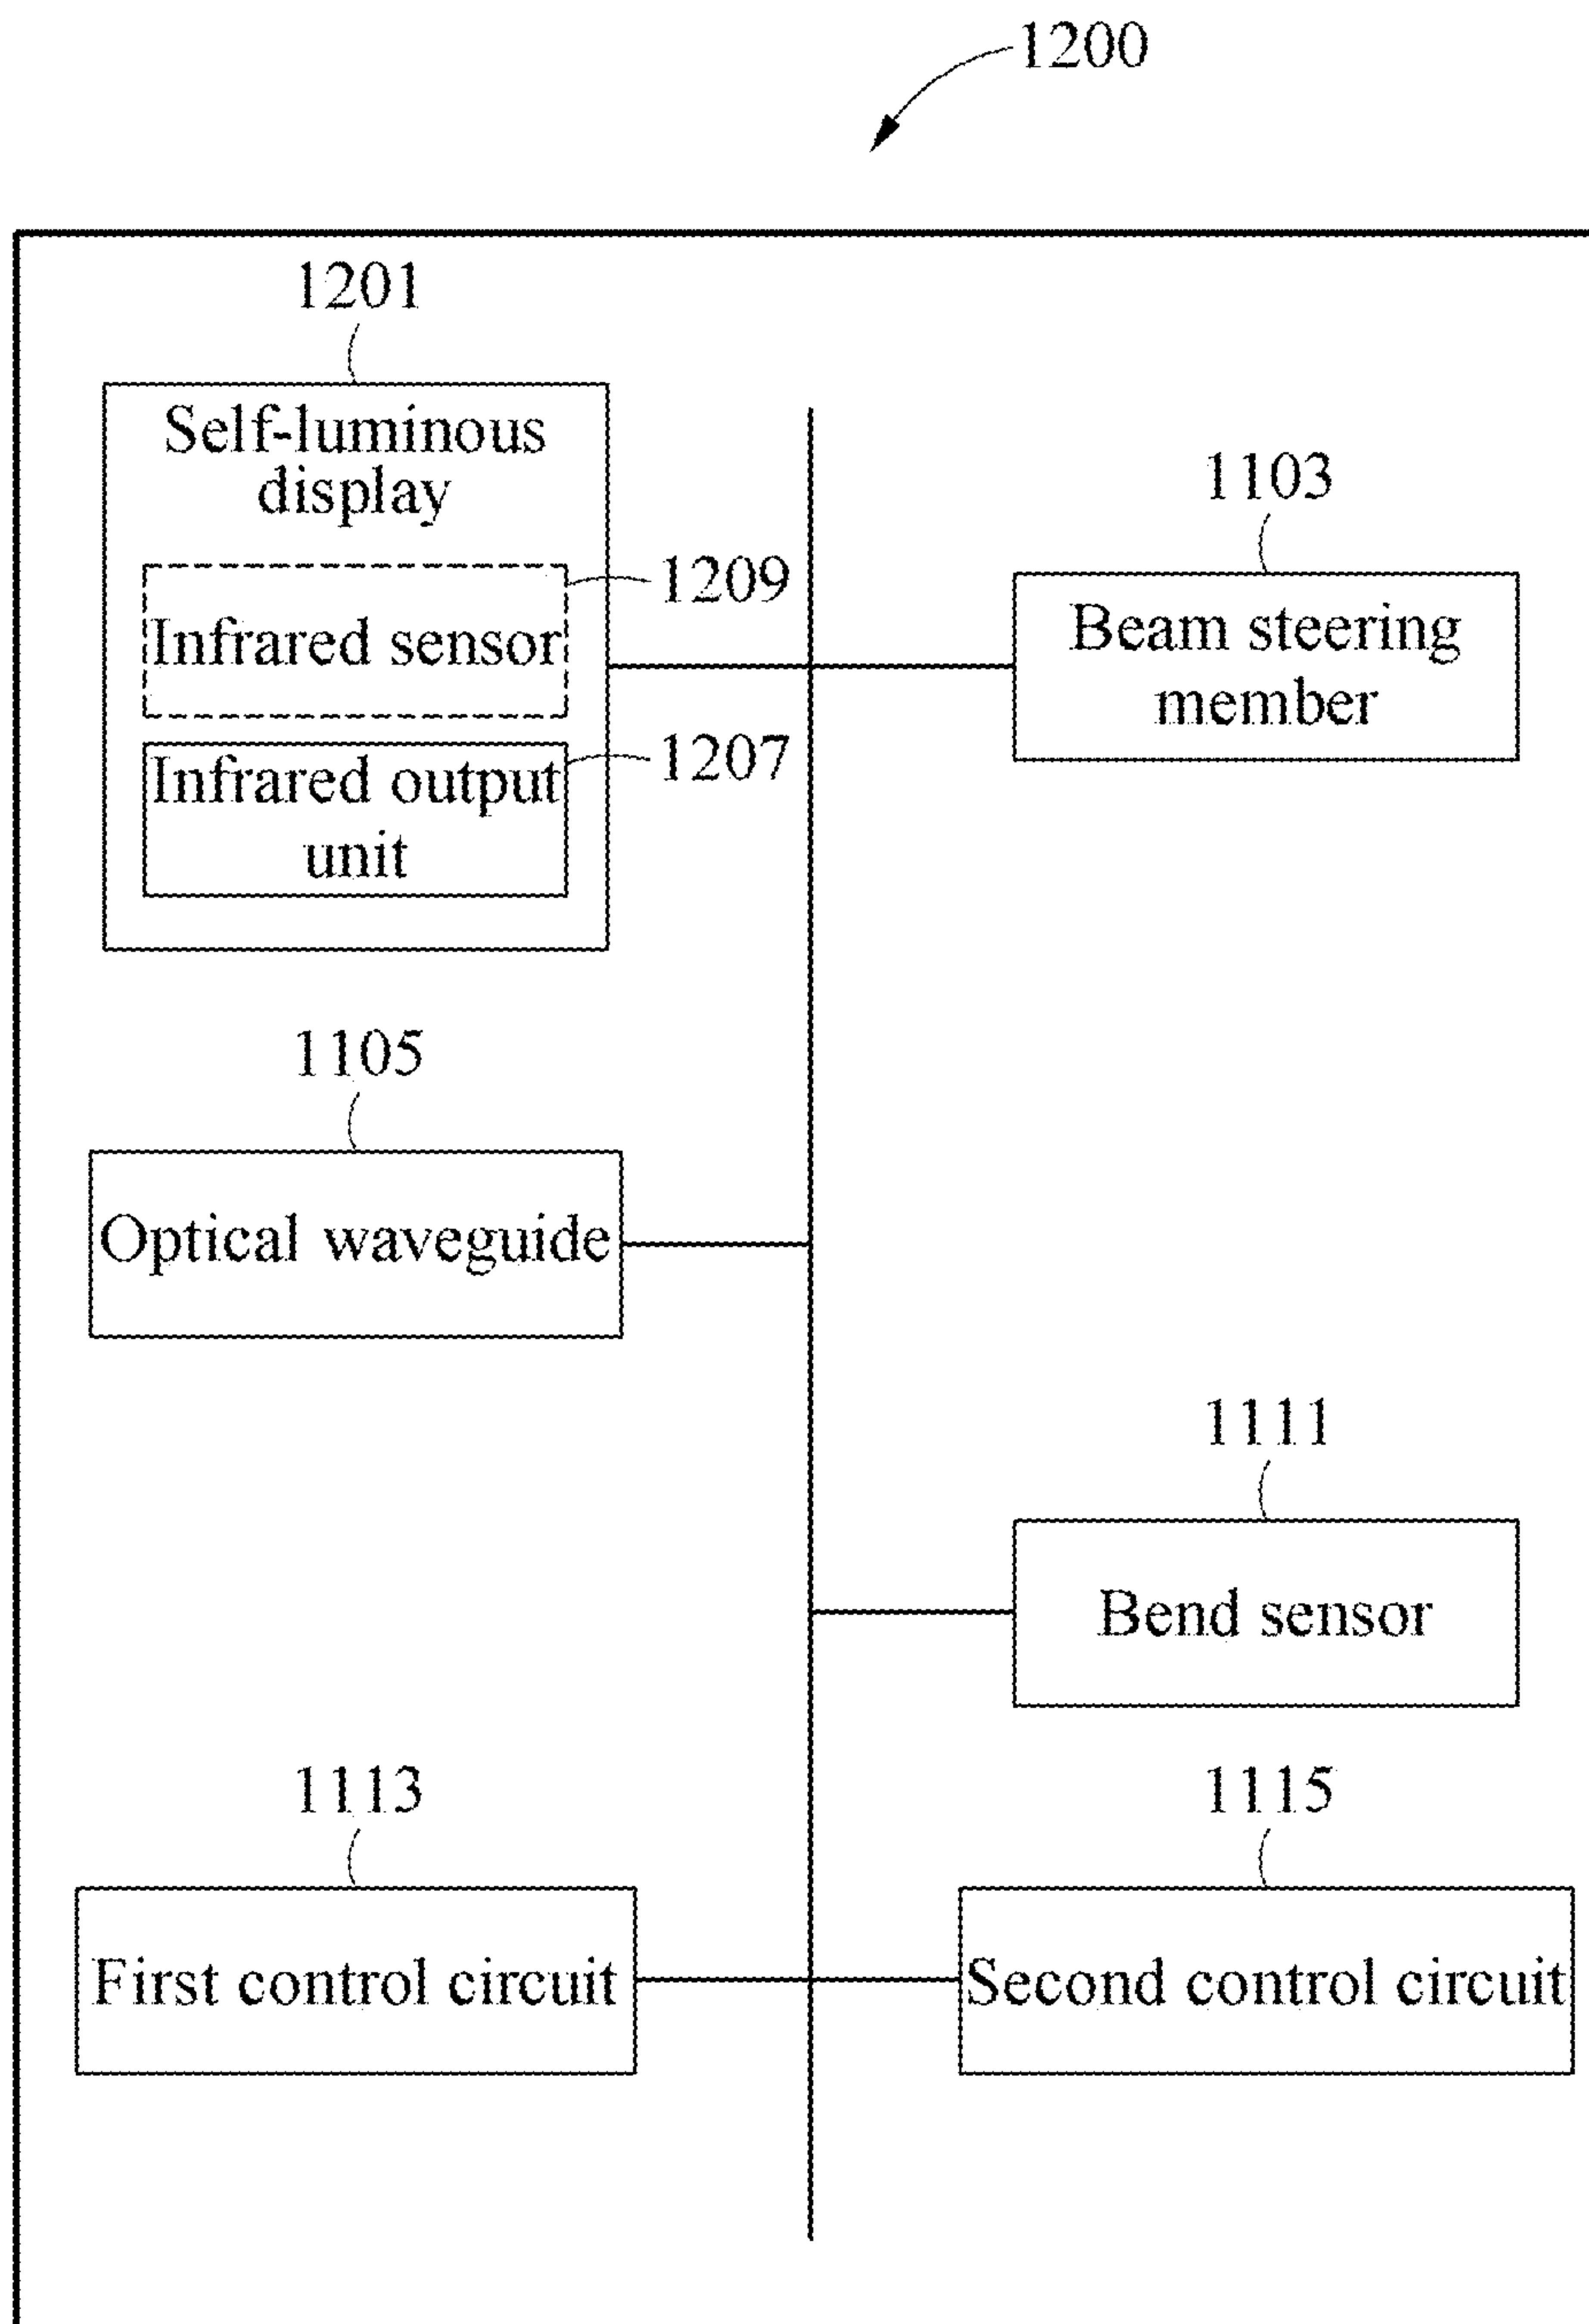 1200
1201
Self-luminous
display
1209
Infrared sensor
1207
Infrared output
unit
1103
Beam steering
member
1105
Optical waveguide
1111
Bend sensor
1113
First control circuit
1115
Second control circuit